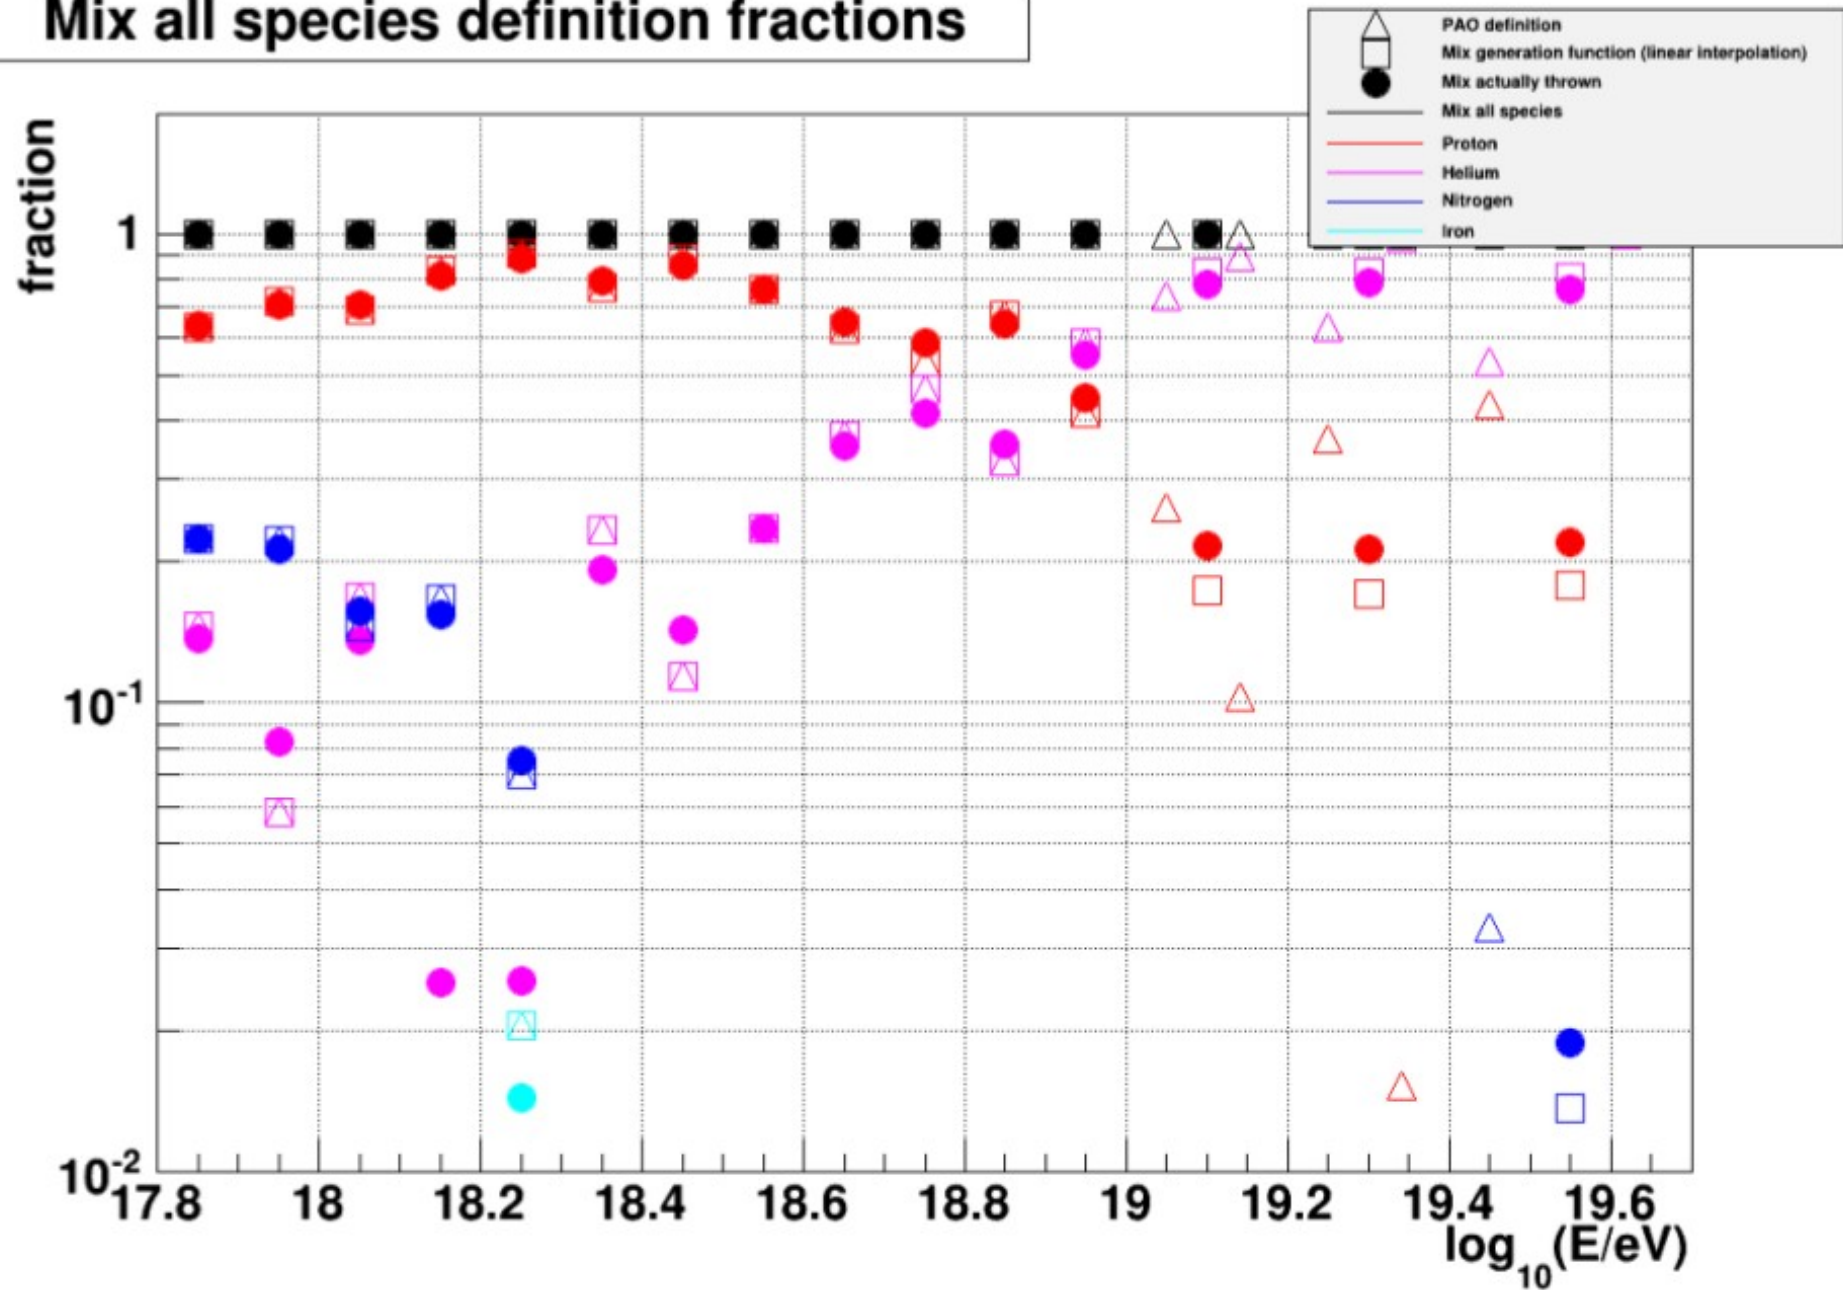 Mix all species definition fractions
PAO definition
Mix generation function (linear interpolation)
Mix actually thrown
Mix all species
Proton
Helium
Nitrogen
Iron
fraction
1
10-1
10-2
17.8 18 18.2 18.4 18.6 18.8 19 19.2 19.4 19.6
log10(E/eV)